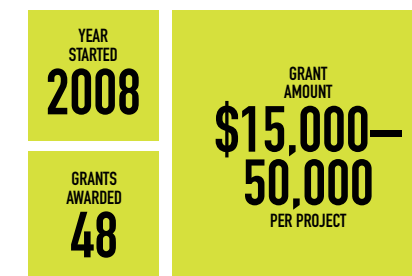 YEAR
STARTED
2008
GRANTS
AWARDED
48
GRANT
AMOUNT
$15,000—
50,000
PER PROJECT